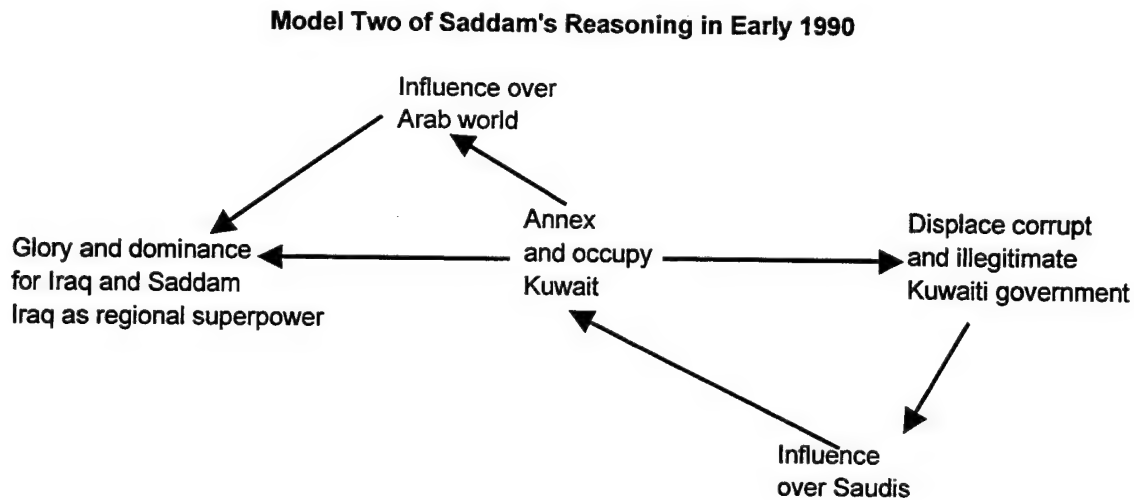 Model Two of Saddam's Reasoning in Early 1990
Influence over
Arab world
Glory and dominance
for Iraq and Saddam
Iraq as regional superpower
Annex
and occupy
Kuwait
Displace corrupt
and illegitimate
Kuwaiti government
Influence
over Saudis